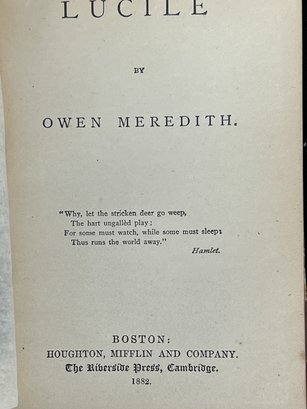 LUCILE
BY
OWEN MEREDITH.
"Why, let the stricken deer go weep,
The hart ungallèd play;
For some must watch, while some must sleep;
Thus runs the world away."
Hamlet.
BOSTON:
HOUGHTON, MIFFLIN AND COMPANY.
The Riverside Press, Cambridge.
1882.